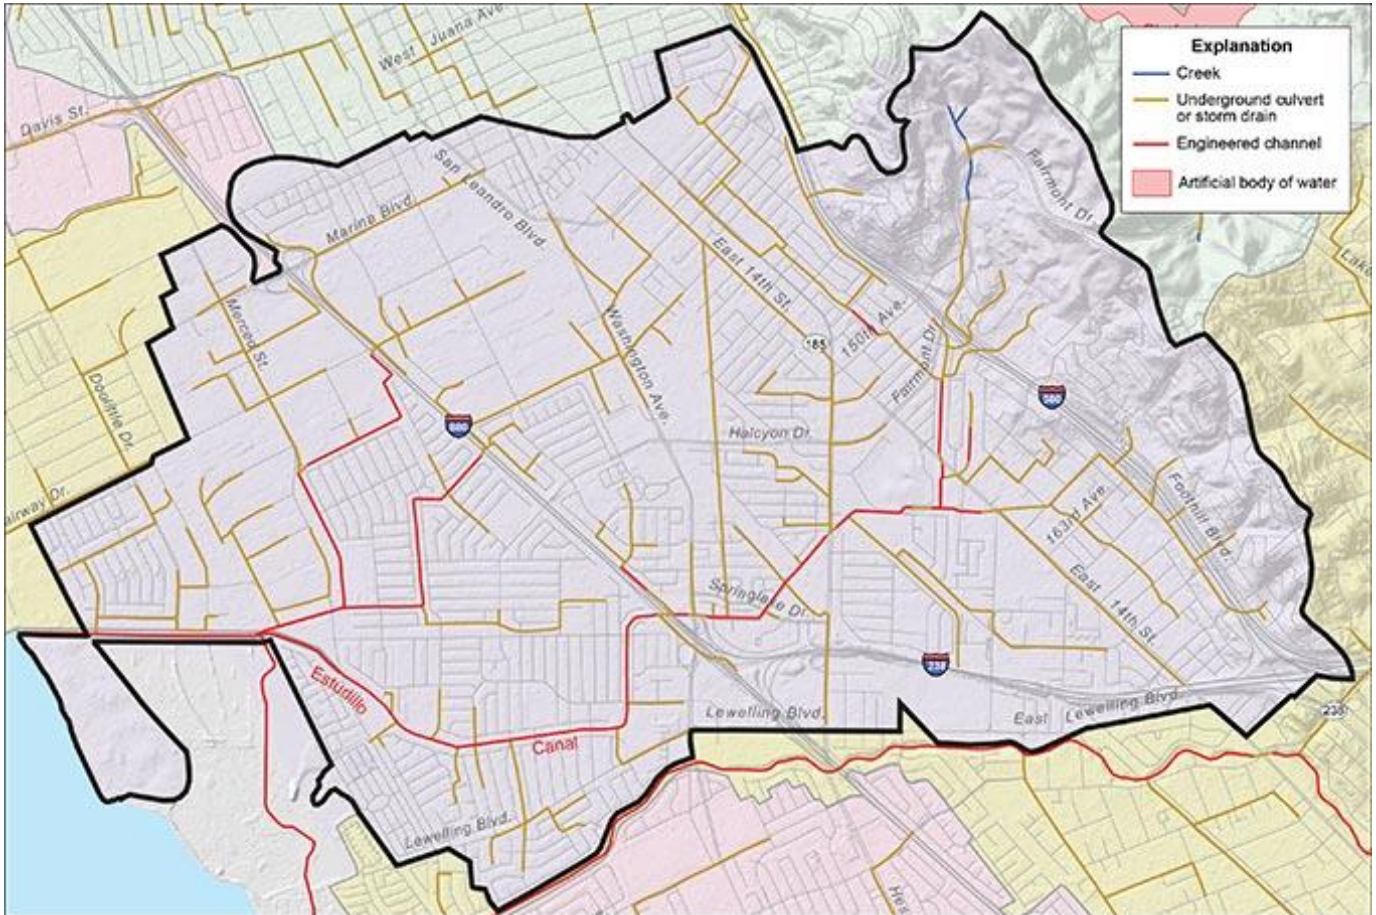 West Juana Ave
Davis St.
San Leandro Blvd.
Marina Blvd.
Merced St.
Doolittle Dr.
airway Dr.
Washington Ave.
East 14th St.
185
150th Ave.
Fairmont Dr.
Fairmont Dr.
580
880
Halcyon Dr.
163rd Ave.
Foothill Blvd.
East 14th St.
Springlake Dr.
238
Estudillo
Canal
Lewelling Blvd.
East Lewelling Blvd.
238
Lewelling Blvd.
Hes
Lake
Explanation
Creek
Underground culvert
or storm drain
Engineered channel
Artificial body of water